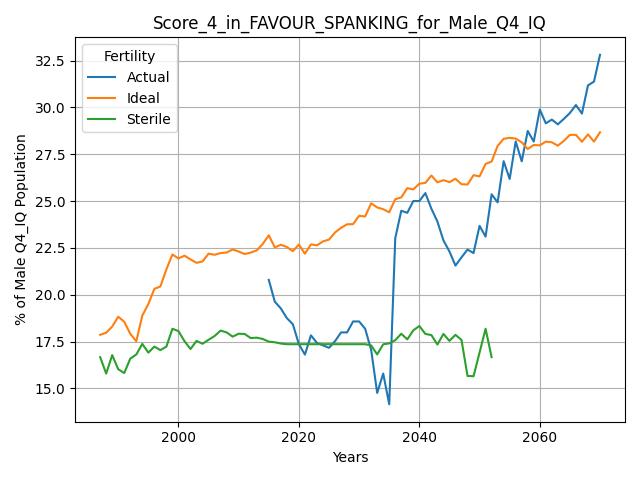 Score_4_in_FAVOUR_SPANKING_for_Male_Q4_IQ
Fertility
Actual
Ideal
Sterile
% of Male Q4_IQ Population
32.5
30.0
27.5
25.0
22.5
20.0
17.5
15.0
2000
2020
2040
2060
Years